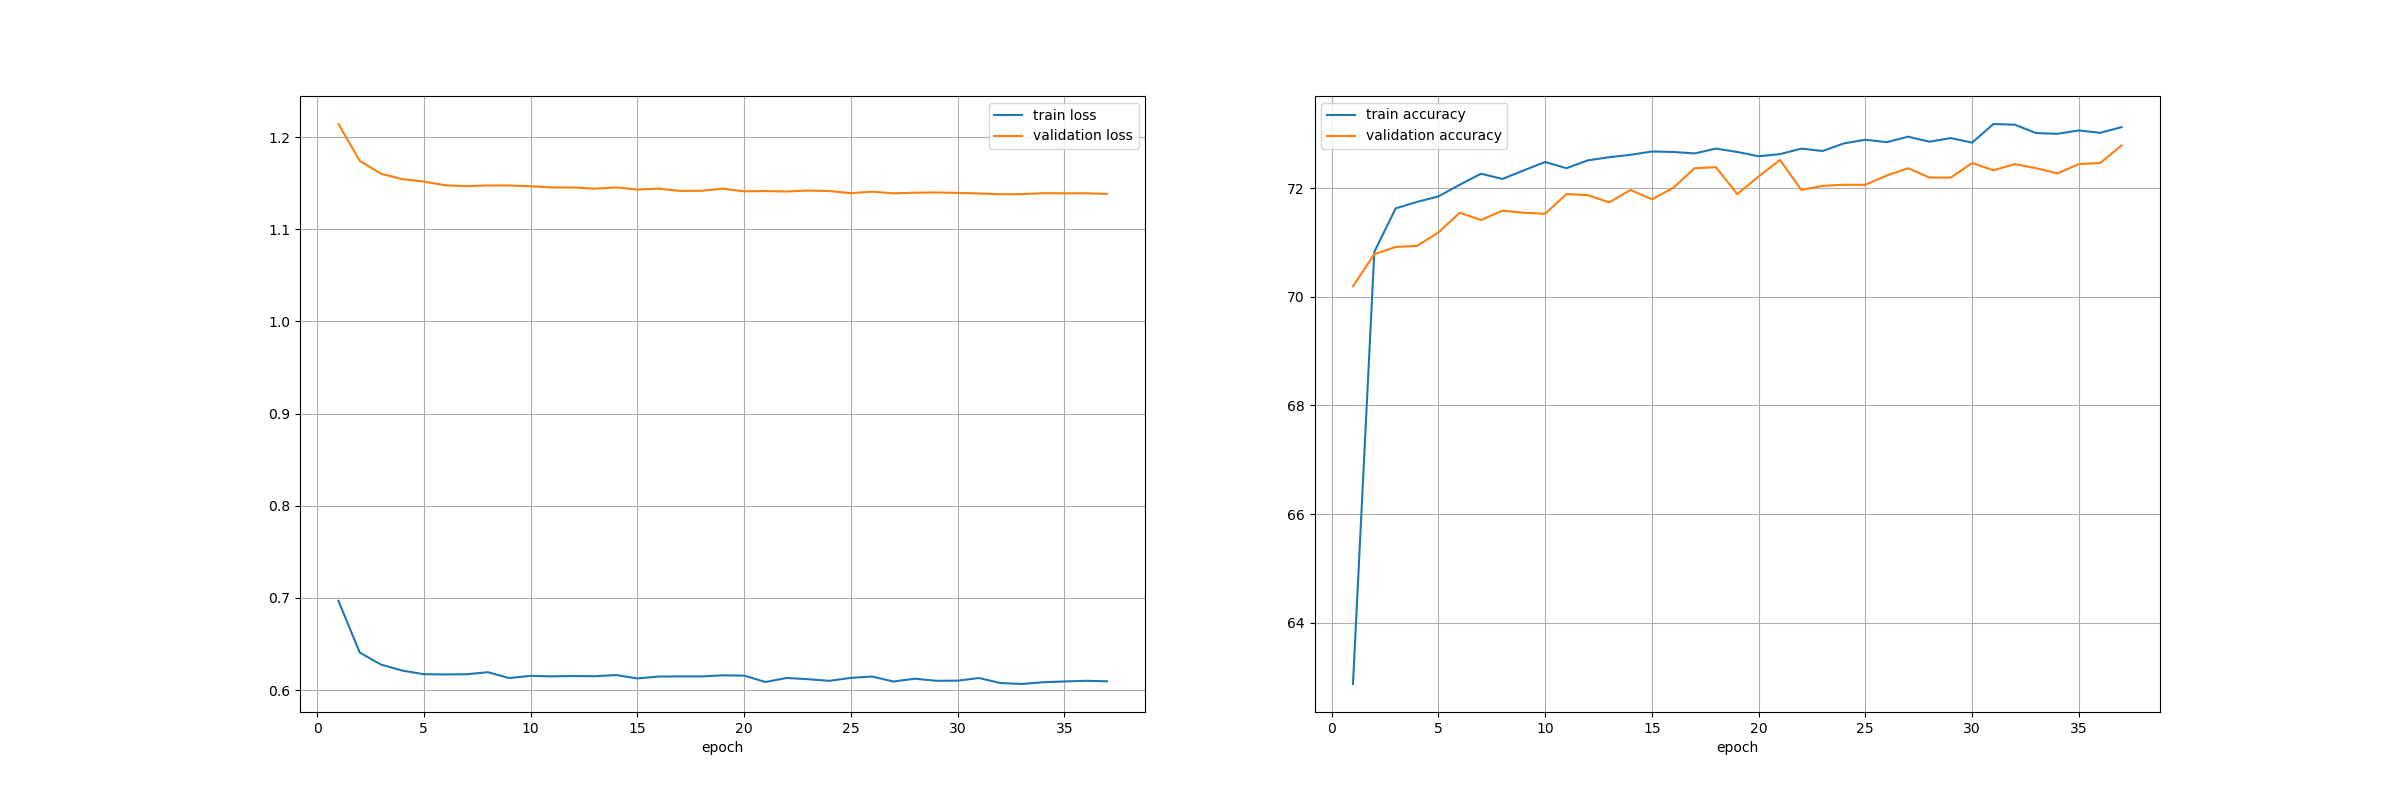 train loss
validation loss
1.2
1.1
1.0
0.9
0.8
0.7
0.6
0 5 10 15 20 25 30 35
epoch
train accuracy
validation accuracy
72
70
68
66
64
0 5 10 15 20 25 30 35
epoch